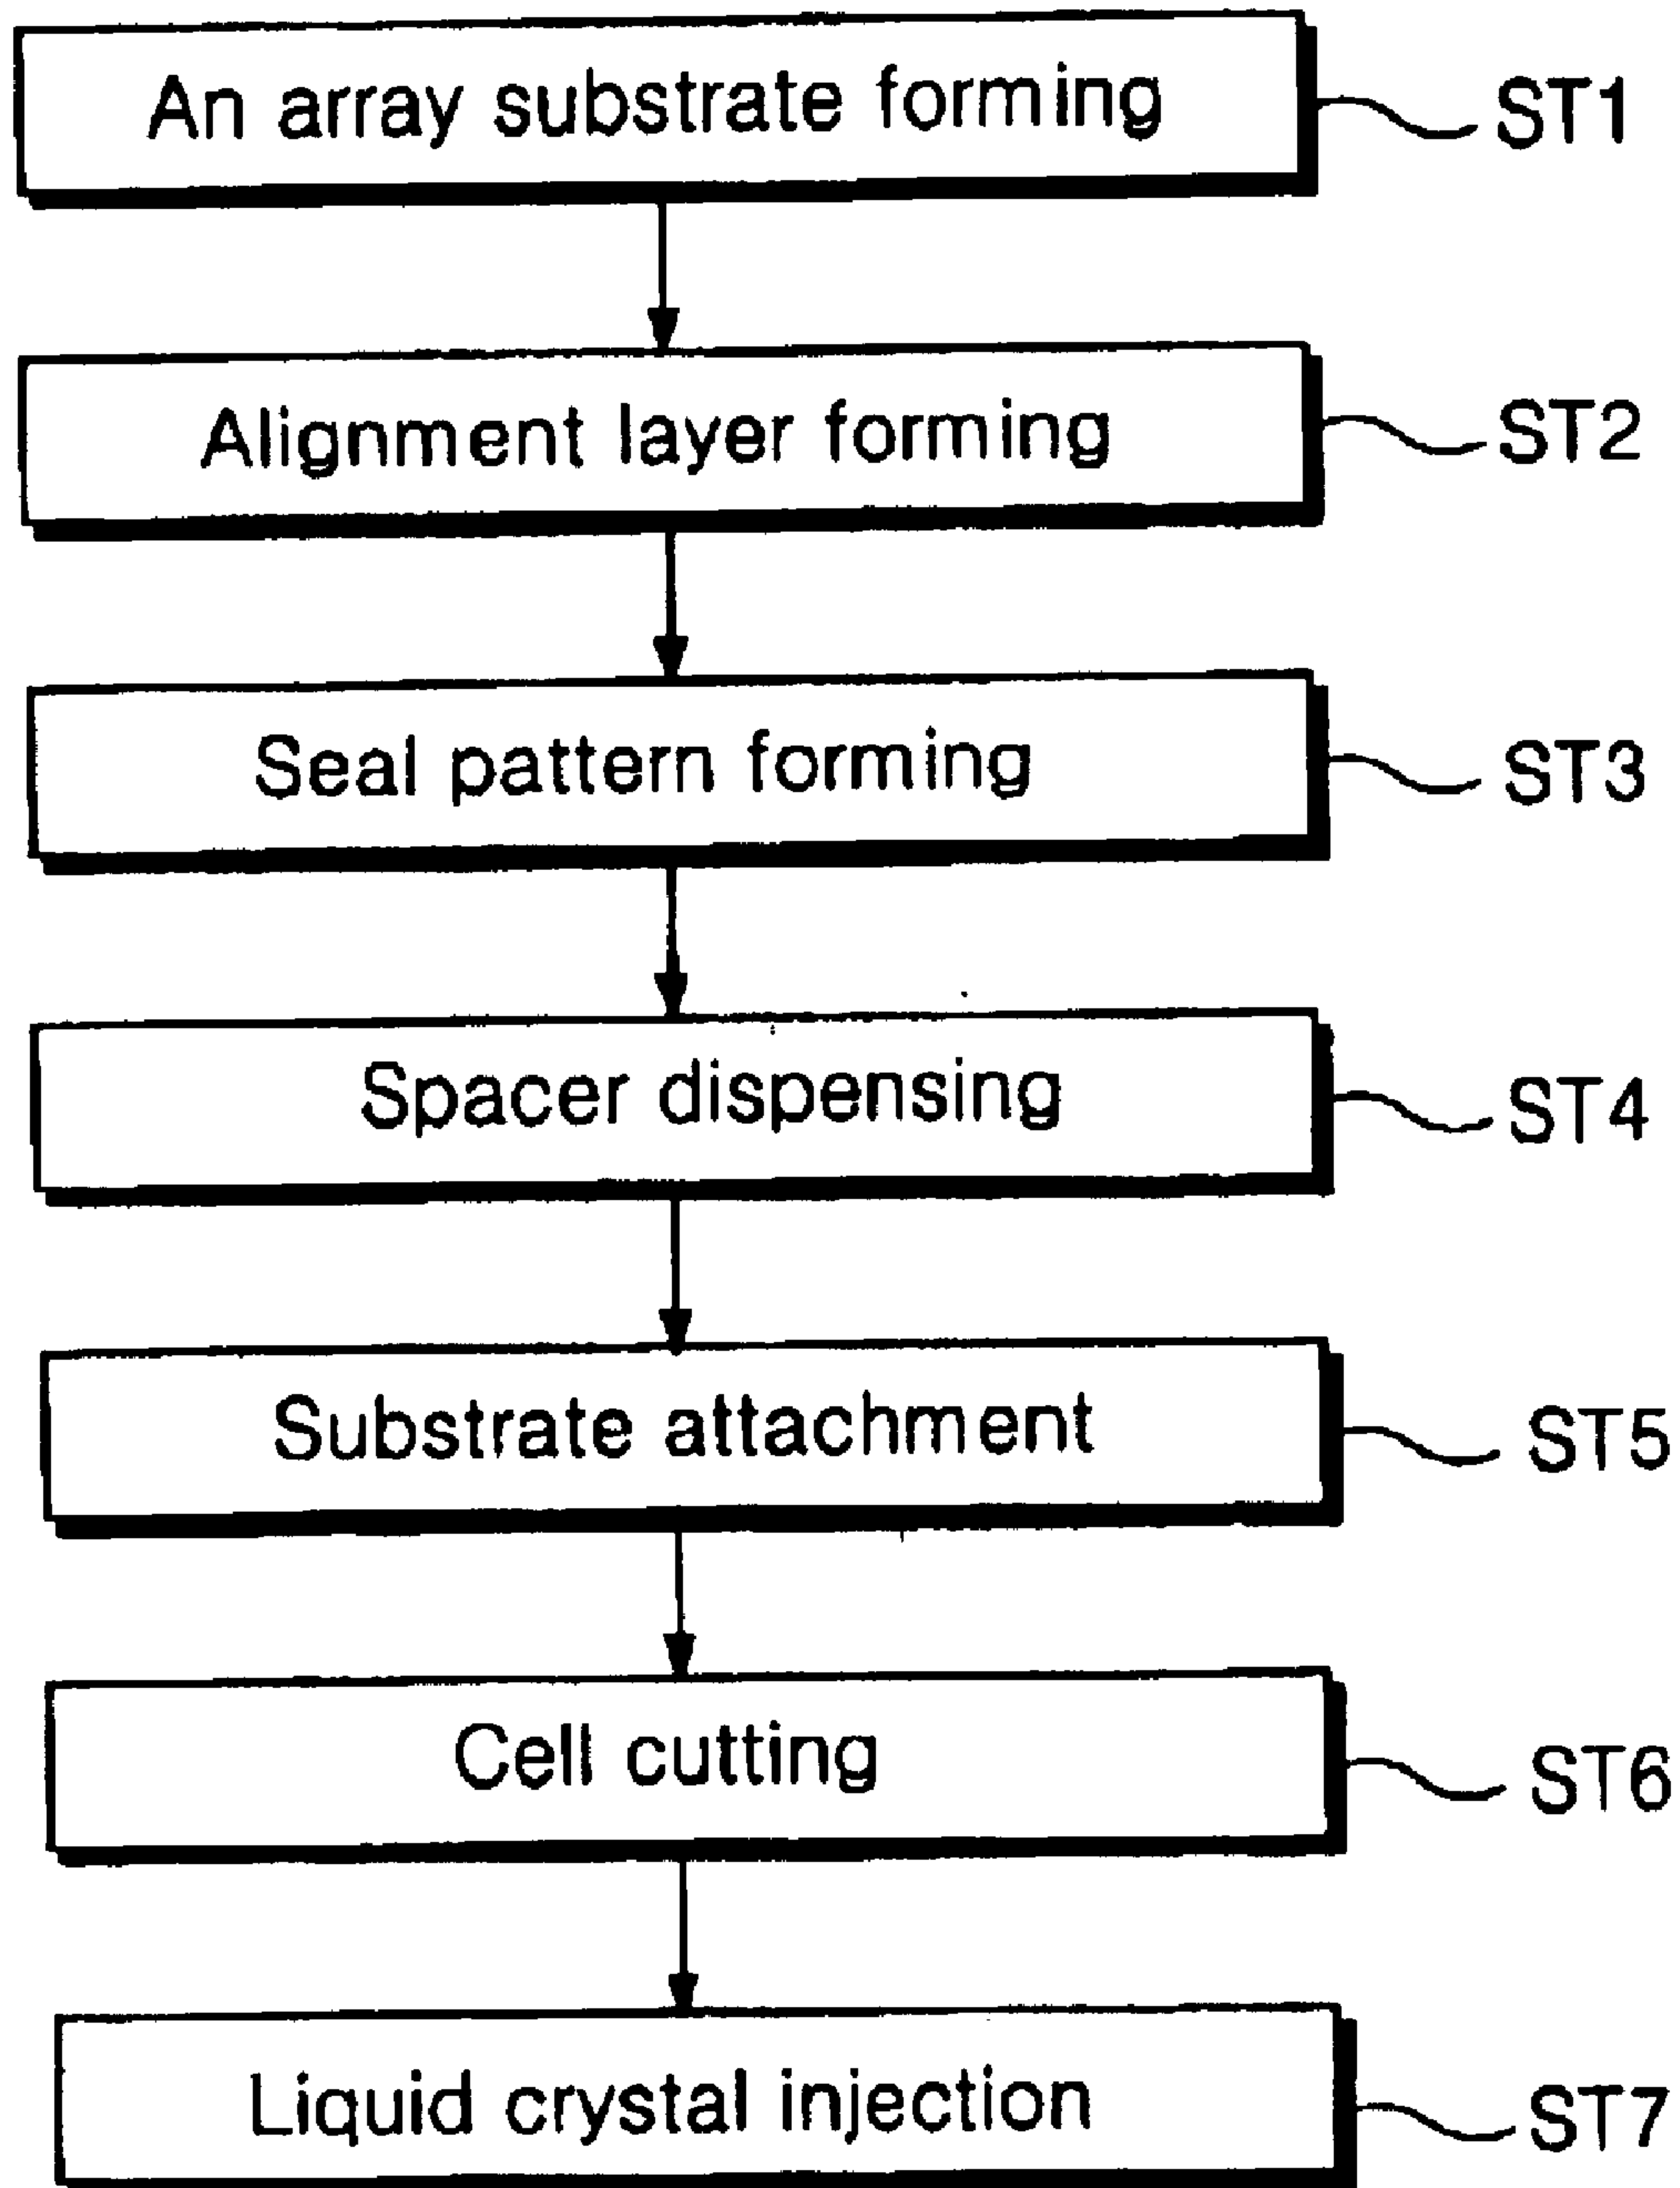 An array substrate forming ST1
Alignment layer forming ST2
Seal pattern forming ST3
Spacer dispensing ST4
Substrate attachment ST5
Cell cutting ST6
Liquid crystal injection ST7